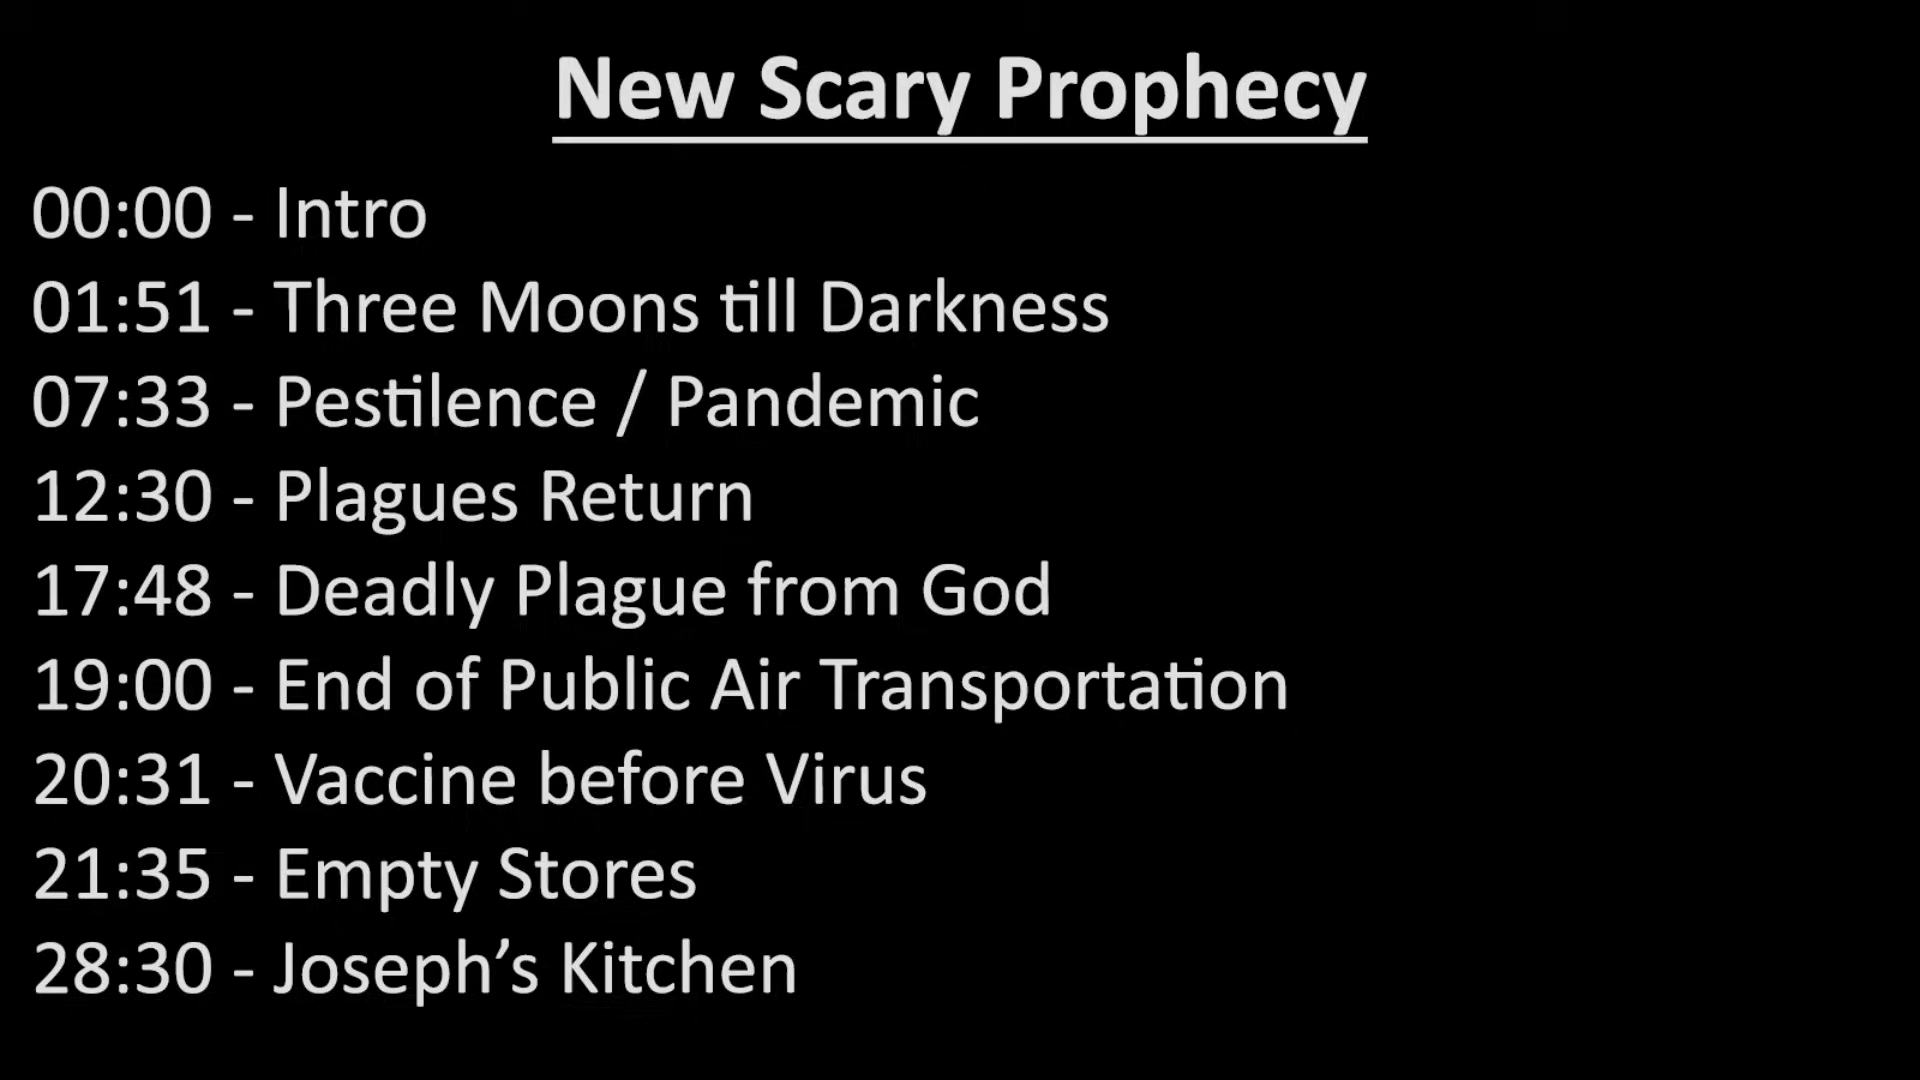 New Scary Prophecy
00:00 - Intro
01:51 - Three Moons till Darkness
07:33 - Pestilence / Pandemic
12:30 - Plagues Return
17:48 - Deadly Plague from God
19:00 - End of Public Air Transportation
20:31 - Vaccine before Virus
21:35 - Empty Stores
28:30 - Joseph’s Kitchen